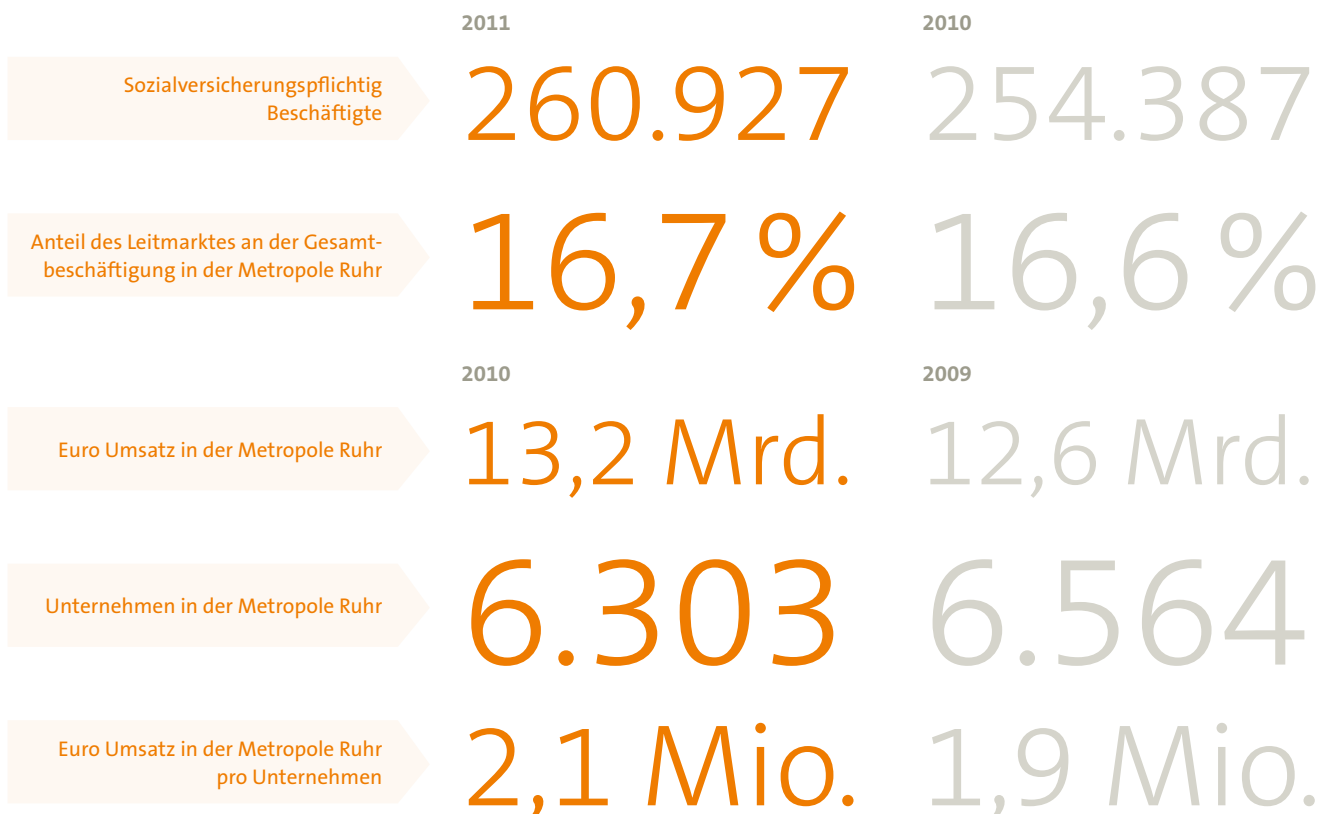 2011 2010
Sozialversicherungspflichtig
Beschäftigte
260.927 254.387
Anteil des Leitmarktes an der Gesamt-
beschäftigung in der Metropole Ruhr
16,7 % 16,6 %
2010 2009
Euro Umsatz in der Metropole Ruhr 13,2 Mrd. 12,6 Mrd.
Unternehmen in der Metropole Ruhr 6.303 6.564
Euro Umsatz in der Metropole Ruhr
pro Unternehmen
2,1 Mio. 1,9 Mio.